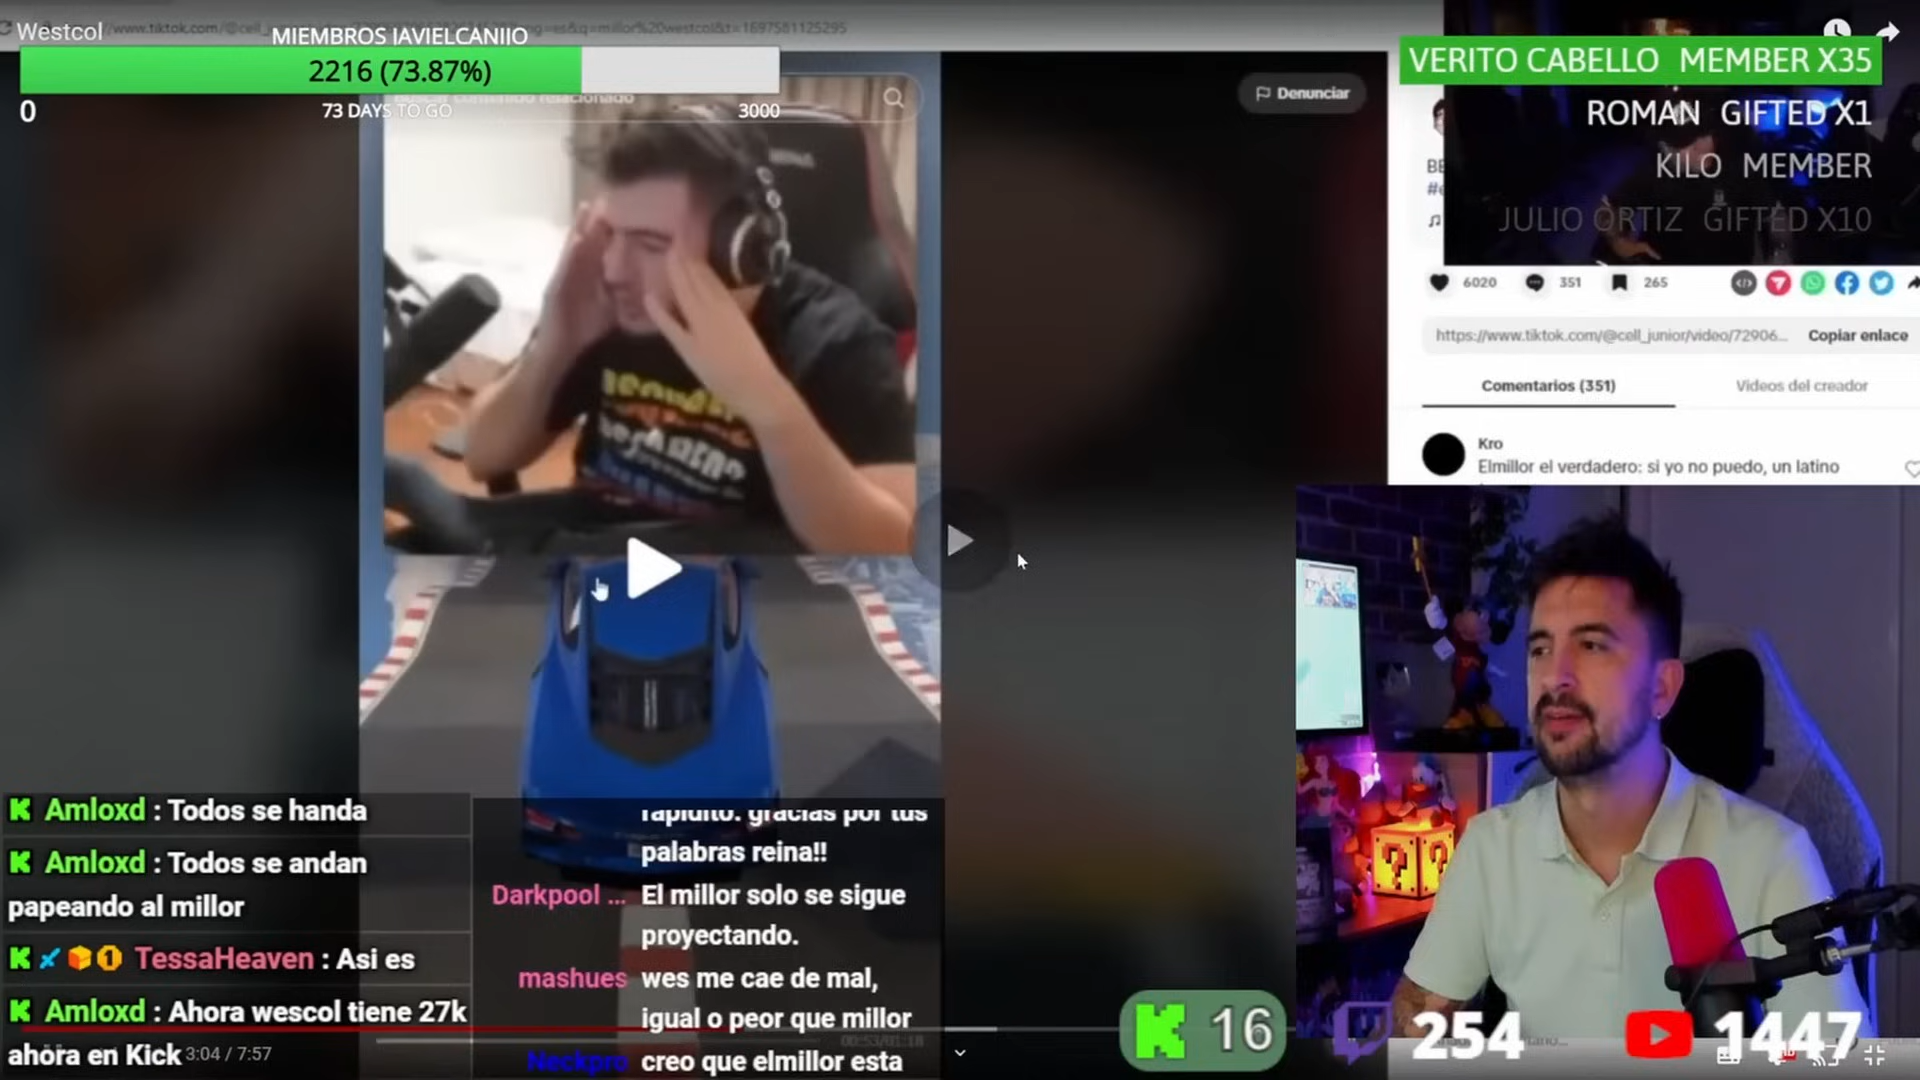 Westcol
MIEMBROS JAVIELCANIJO
2216 (73.87%)
0
73 DAYS TO GO
3000
Denunciar
VERITO CABELLO MEMBER X35
ROMAN GIFTED X1
KILO MEMBER
JULIO ORTIZ GIFTED X10
6020
351
265
https://www.tiktok.com/@cell_junior/video/72906...
Copiar enlace
Comentarios (351)
Videos del creador
Kro
Elmillor el verdadero: si yo no puedo, un latino
Amloxd : Todos se handa
Amloxd : Todos se andan
papeando al millor
TessaHeaven : Asi es
Amloxd : Ahora wescol tiene 27k
ahora en Kick
3:04 / 7:57
rapidito. gracias por tus
palabras reina!!
Darkpool ... El millor solo se sigue
proyectando.
mashues wes me cae de mal,
igual o peor que millor
Neckpro creo que elmillor esta
K 16
254
1447